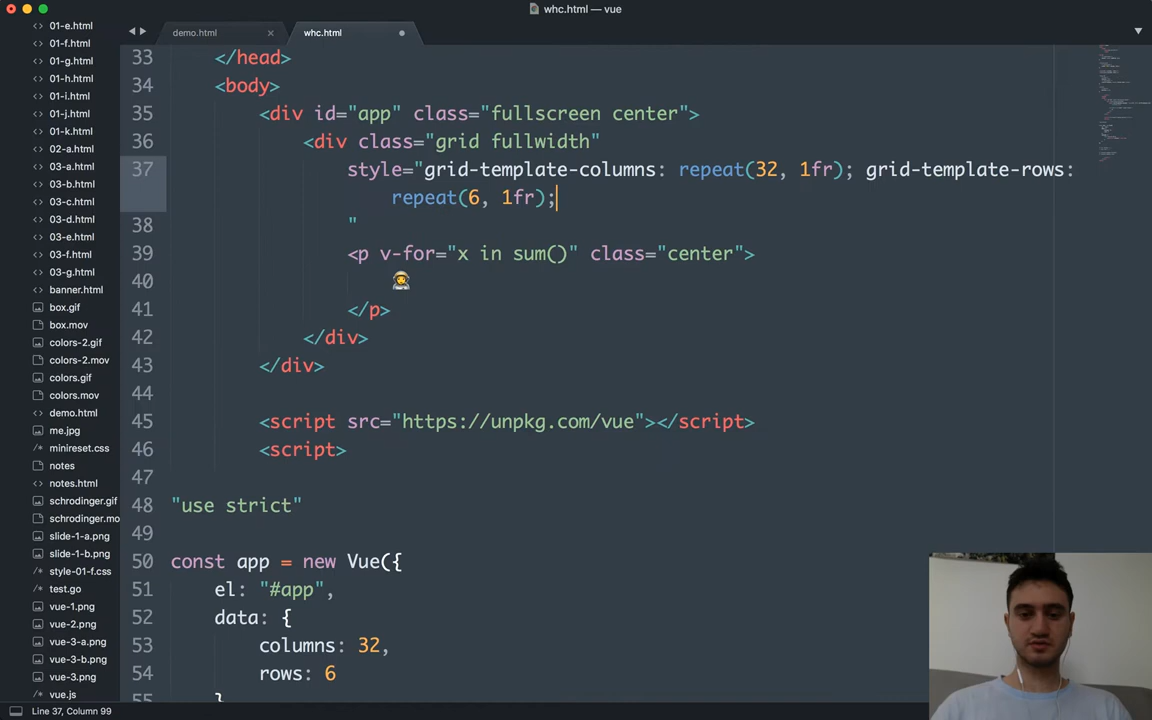 whc.html — vue
01-e.html
01-f.html
01-g.html
01-h.html
01-i.html
01-j.html
01-k.html
02-a.html
03-a.html
03-b.html
03-c.html
03-d.html
03-e.html
03-f.html
03-g.html
banner.html
box.gif
box.mov
colors-2.gif
colors-2.mov
colors.gif
colors.mov
demo.html
me.jpg
minireset.css
notes
notes.html
schrodinger.gif
schrodinger.mo
slide-1-a.png
slide-1-b.png
style-01-f.css
test.go
vue-1.png
vue-2.png
vue-3-a.png
vue-3-b.png
vue-3.png
vue.js
demo.html
whc.html
33 </head>
34 <body>
35 <div id="app" class="fullscreen center">
36 <div class="grid fullwidth"
37 style="grid-template-columns: repeat(32, 1fr); grid-template-rows:
repeat(6, 1fr);
38 "
39 <p v-for="x in sum()" class="center">
40 👩‍🚀
41 </p>
42 </div>
43 </div>
44
45 <script src="https://unpkg.com/vue"></script>
46 <script>
47
48 "use strict"
49
50 const app = new Vue({
51 el: "#app",
52 data: {
53 columns: 32,
54 rows: 6
55 }
Line 37, Column 99